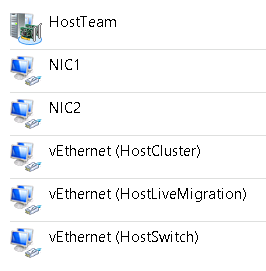 HostTeam
NIC1
NIC2
vEthernet (HostCluster)
vEthernet (HostLiveMigration)
vEthernet (HostSwitch)